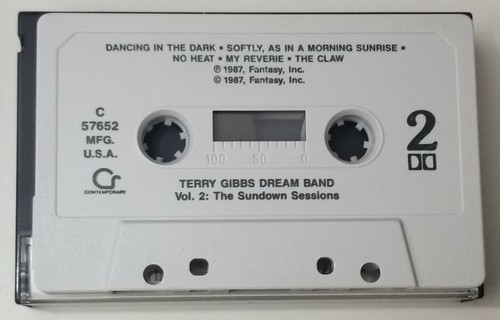 DANCING IN THE DARK ▪ SOFTLY, AS IN A MORNING SUNRISE ▪
NO HEAT ▪ MY REVERIE ▪ THE CLAW
℗ 1987, Fantasy, Inc.
© 1987, Fantasy, Inc.
C
57652
MFG.
U.S.A.
2
100 50 0
CONTEMPORARY
TERRY GIBBS DREAM BAND
Vol. 2: The Sundown Sessions